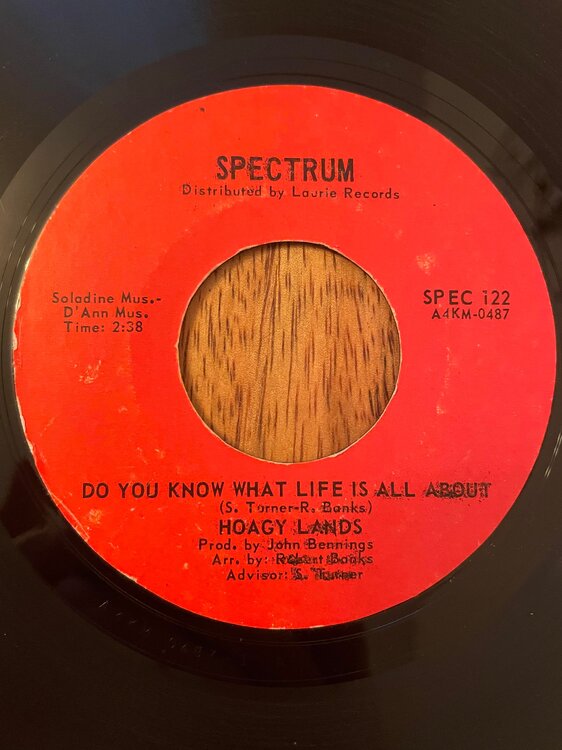 SPECTRUM
Distributed by Laurie Records
Soladine Mus.-
D'Ann Mus.
Time: 2:38
SPEC 122
A4KM-0487
DO YOU KNOW WHAT LIFE IS ALL ABOUT
(S. Turner-R. Banks)
HOAGY LANDS
Prod. by John Bennings
Arr. by: Robert Banks
Advisor: S. Turner